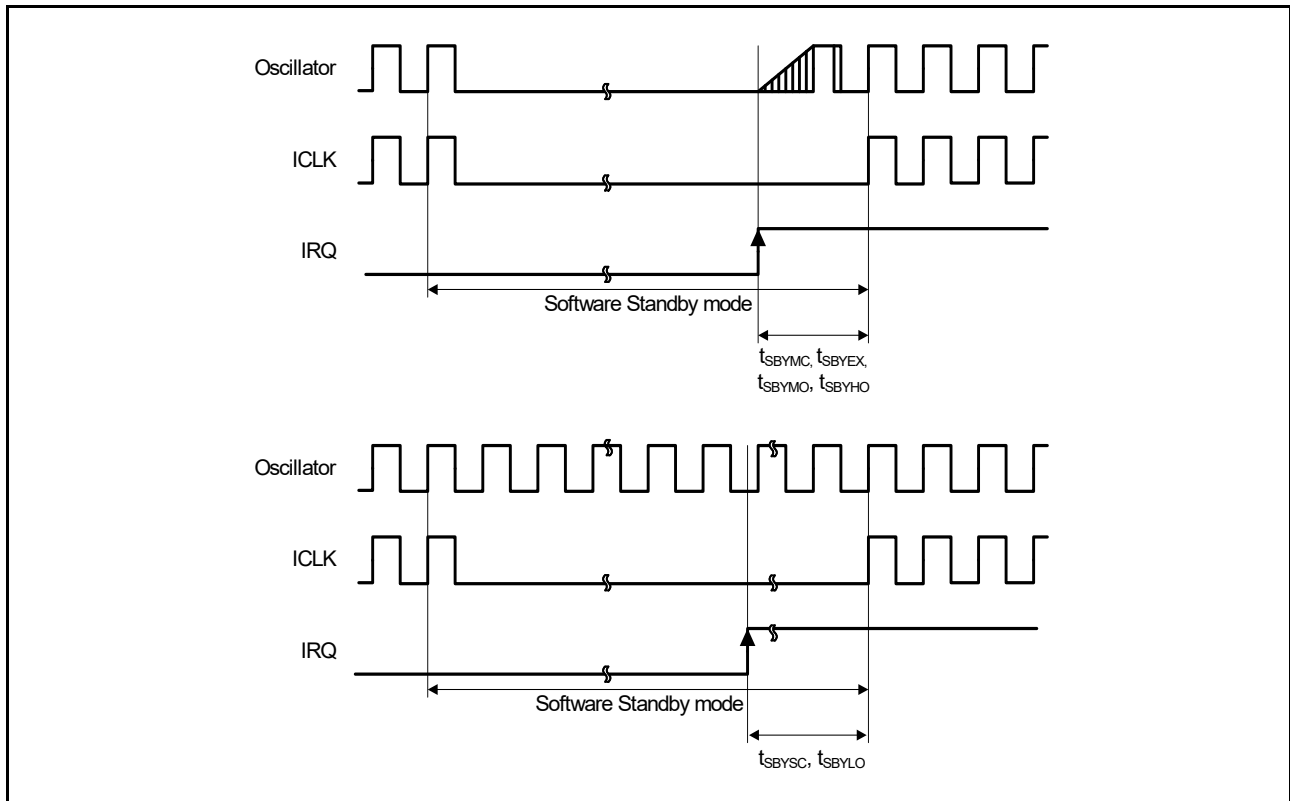 Oscillator
ICLK
IRQ
Software Standby mode
tSBYMC, tSBYEX,
tSBYMO, tSBYHO
Oscillator
ICLK
IRQ
Software Standby mode
tSBYSC, tSBYLO